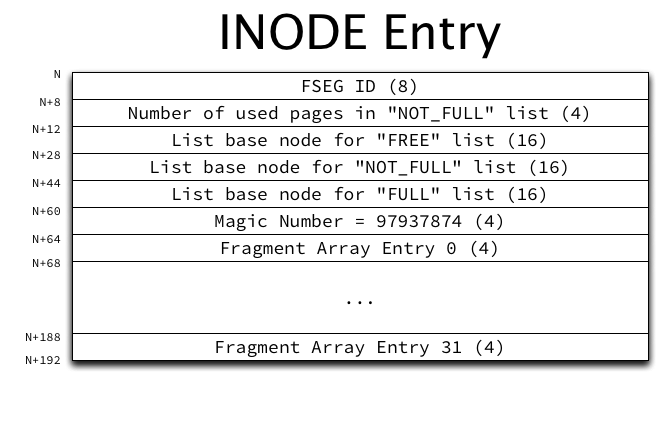 INODE Entry
N
FSEG ID (8)
N+8
Number of used pages in "NOT_FULL" list (4)
N+12
List base node for "FREE" list (16)
N+28
List base node for "NOT_FULL" list (16)
N+44
List base node for "FULL" list (16)
N+60
Magic Number = 97937874 (4)
N+64
Fragment Array Entry 0 (4)
N+68
...
N+188
Fragment Array Entry 31 (4)
N+192